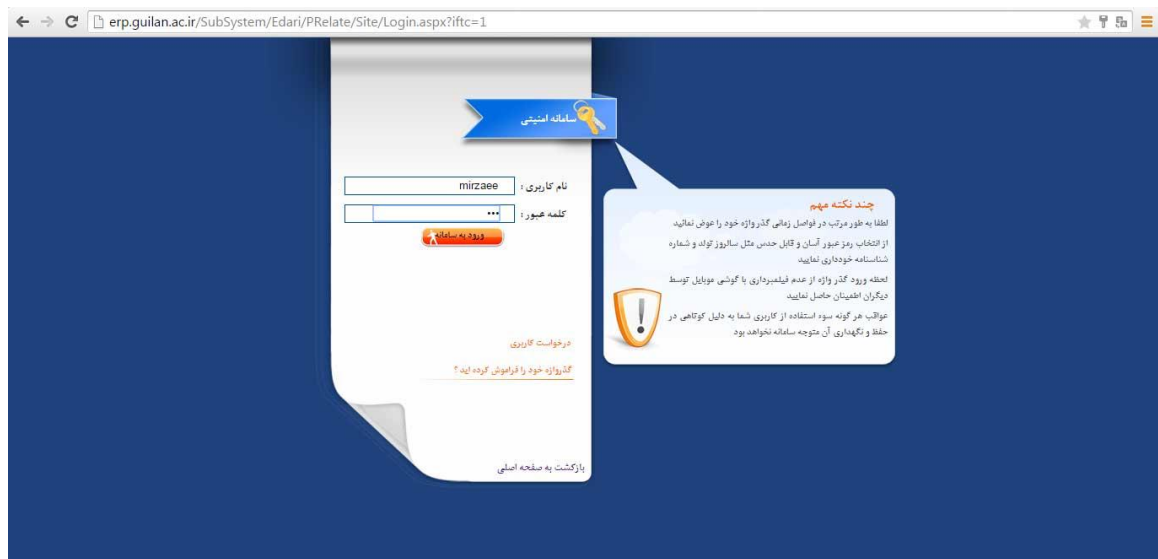 erp.guilan.ac.ir/SubSystem/Edari/PRelate/Site/Login.aspx?iftc=1
سامانه امنیتی
نام کاربری :
mirzaee
کلمه عبور :
•••
ورود به سامانه
چند نکته مهم
لطفا به طور مرتب در فواصل زمانی گذر واژه خود را عوض نمائید
از انتخاب رمز عبور آسان و قابل حدس مثل سالروز تولد و شماره
شناسنامه خودداری نمایید
لحظه ورود گذر واژه از عدم فیلمبرداری با گوشی موبایل توسط
دیگران اطمینان حاصل نمایید
عواقب هر گونه سوء استفاده از کاربری شما به دلیل کوتاهی در
حفظ و نگهداری آن متوجه سامانه نخواهد بود
درخواست کاربری
گذرواژه خود را فراموش کرده اید ؟
بازگشت به صفحه اصلی